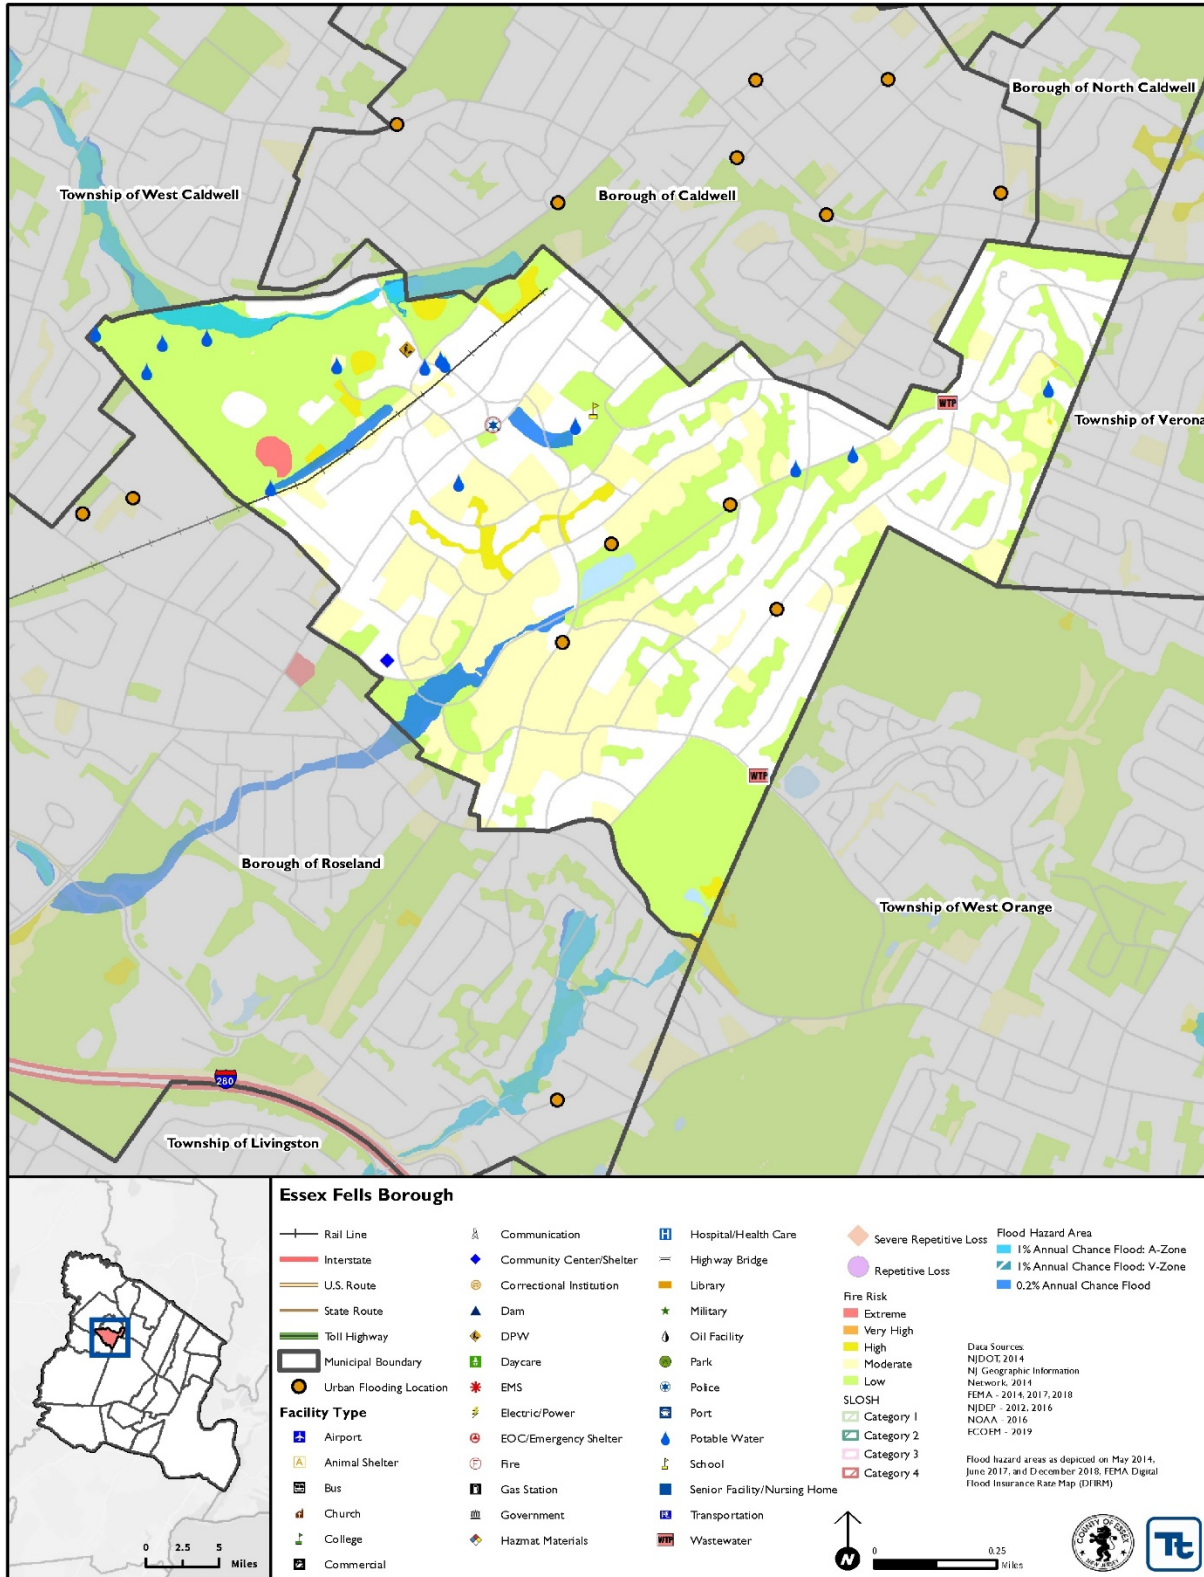 Borough of North Caldwell
Township of West Caldwell
Borough of Caldwell
WTP
Township of Verona
WTP
Borough of Roseland
Township of West Orange
280
Township of Livingston
Essex Fells Borough
Rail Line
Interstate
U.S. Route
State Route
Toll Highway
Municipal Boundary
Urban Flooding Location
Facility Type
Airport
A Animal Shelter
Bus
Church
College
Commercial
Communication
Community Center/Shelter
Correctional Institution
Dam
DPW
Daycare
EMS
Electric/Power
EOC/Emergency Shelter
F Fire
Gas Station
Government
Hazmat Materials
H Hospital/Health Care
Highway Bridge
Library
Military
Oil Facility
Park
Police
Port
Potable Water
School
Senior Facility/Nursing Home
Transportation
WTP Wastewater
Severe Repetitive Loss
Repetitive Loss
Fire Risk
Extreme
Very High
High
Moderate
Low
SLOSH
Category 1
Category 2
Category 3
Category 4
Flood Hazard Area
1% Annual Chance Flood: A-Zone
1% Annual Chance Flood: V-Zone
0.2% Annual Chance Flood
Data Sources:
NJDOT, 2014
NJ Geographic Information
Network, 2014
FEMA - 2014, 2017, 2018
NJDEP - 2012, 2016
NOAA - 2016
ECOEM - 2019
Flood hazard areas as depicted on May 2014,
June 2017, and December 2018, FEMA Digital
Flood Insurance Rate Map (DFIRM)
0 2.5 5
Miles
N
0 0.25
Miles
COUNTY OF ESSEX
NEW JERSEY
Tt